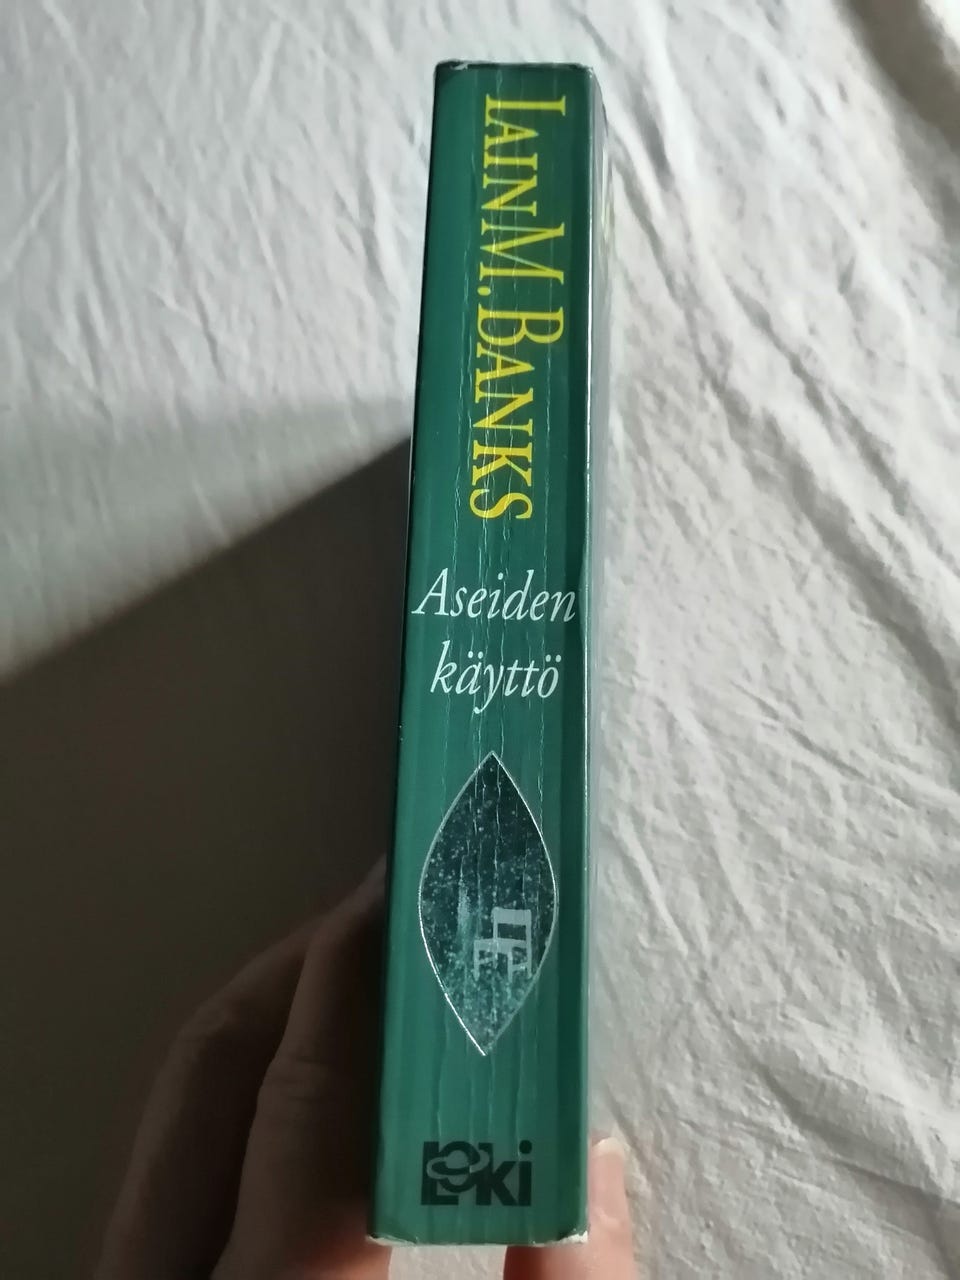 IAIN M. BANKS
Aseiden
käyttö
Loki